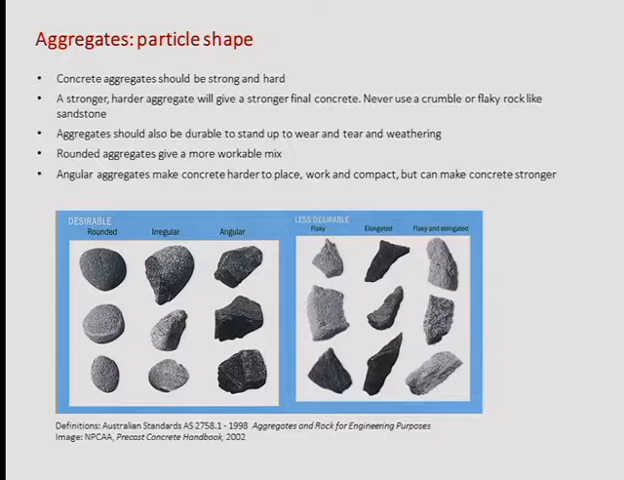 Aggregates: particle shape
• Concrete aggregates should be strong and hard
• A stronger, harder aggregate will give a stronger final concrete. Never use a crumble or flaky rock like
sandstone
• Aggregates should also be durable to stand up to wear and tear and weathering
• Rounded aggregates give a more workable mix
• Angular aggregates make concrete harder to place, work and compact, but can make concrete stronger
DESIRABLE
Rounded Irregular Angular
LESS DESIRABLE
Flaky Elongated Flaky and elongated
Definitions: Australian Standards AS 2758.1 - 1998 Aggregates and Rock for Engineering Purposes
Image: NPCAA, Precast Concrete Handbook, 2002